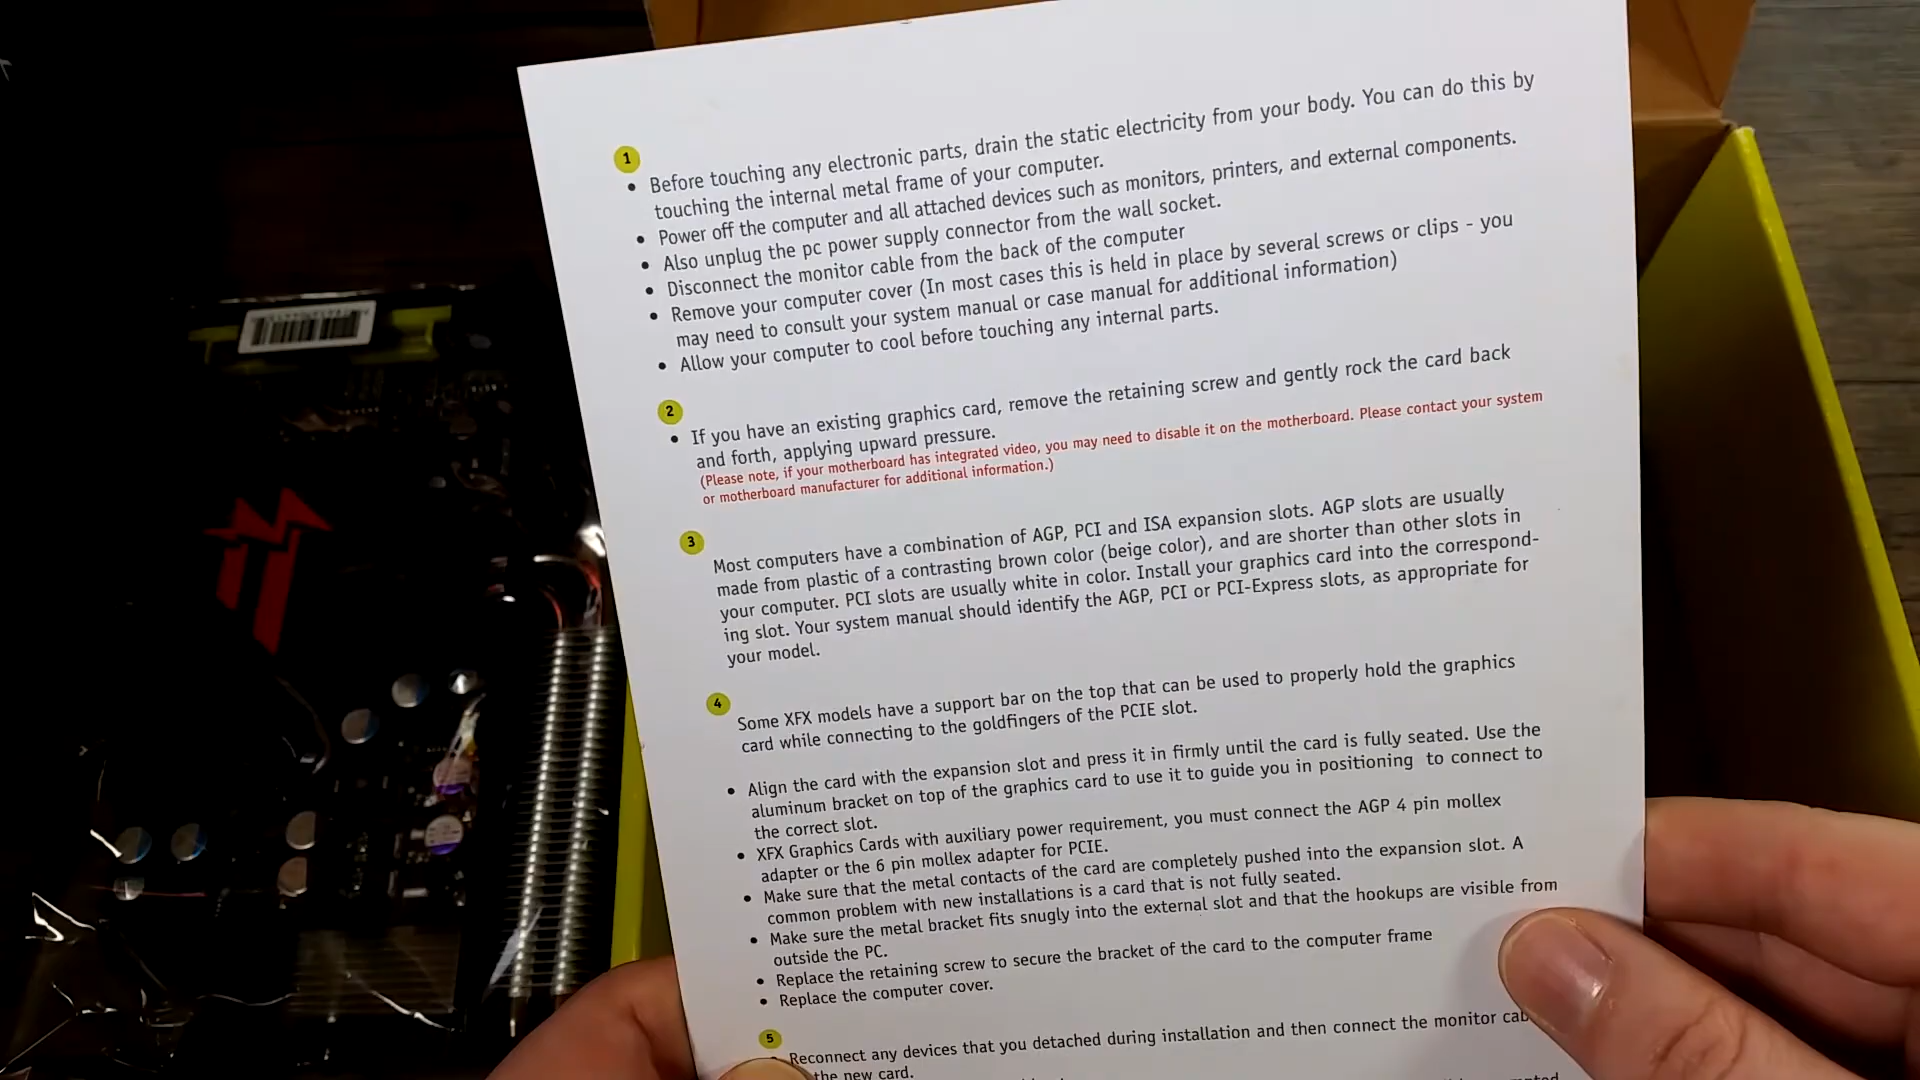 1
• Before touching any electronic parts, drain the static electricity from your body. You can do this by
touching the internal metal frame of your computer.
• Power off the computer and all attached devices such as monitors, printers, and external components.
• Also unplug the pc power supply connector from the wall socket.
• Disconnect the monitor cable from the back of the computer
• Remove your computer cover (In most cases this is held in place by several screws or clips - you
may need to consult your system manual or case manual for additional information)
• Allow your computer to cool before touching any internal parts.
2
• If you have an existing graphics card, remove the retaining screw and gently rock the card back
and forth, applying upward pressure.
(Please note, if your motherboard has integrated video, you may need to disable it on the motherboard. Please contact your system
or motherboard manufacturer for additional information.)
3
Most computers have a combination of AGP, PCI and ISA expansion slots. AGP slots are usually
made from plastic of a contrasting brown color (beige color), and are shorter than other slots in
your computer. PCI slots are usually white in color. Install your graphics card into the correspond-
ing slot. Your system manual should identify the AGP, PCI or PCI-Express slots, as appropriate for
your model.
4
Some XFX models have a support bar on the top that can be used to properly hold the graphics
card while connecting to the goldfingers of the PCIE slot.
• Align the card with the expansion slot and press it in firmly until the card is fully seated. Use the
aluminum bracket on top of the graphics card to use it to guide you in positioning to connect to
the correct slot.
• XFX Graphics Cards with auxiliary power requirement, you must connect the AGP 4 pin mollex
adapter or the 6 pin mollex adapter for PCIE.
• Make sure that the metal contacts of the card are completely pushed into the expansion slot. A
common problem with new installations is a card that is not fully seated.
• Make sure the metal bracket fits snugly into the external slot and that the hookups are visible from
outside the PC.
• Replace the retaining screw to secure the bracket of the card to the computer frame
• Replace the computer cover.
5
Reconnect any devices that you detached during installation and then connect the monitor
the new card.